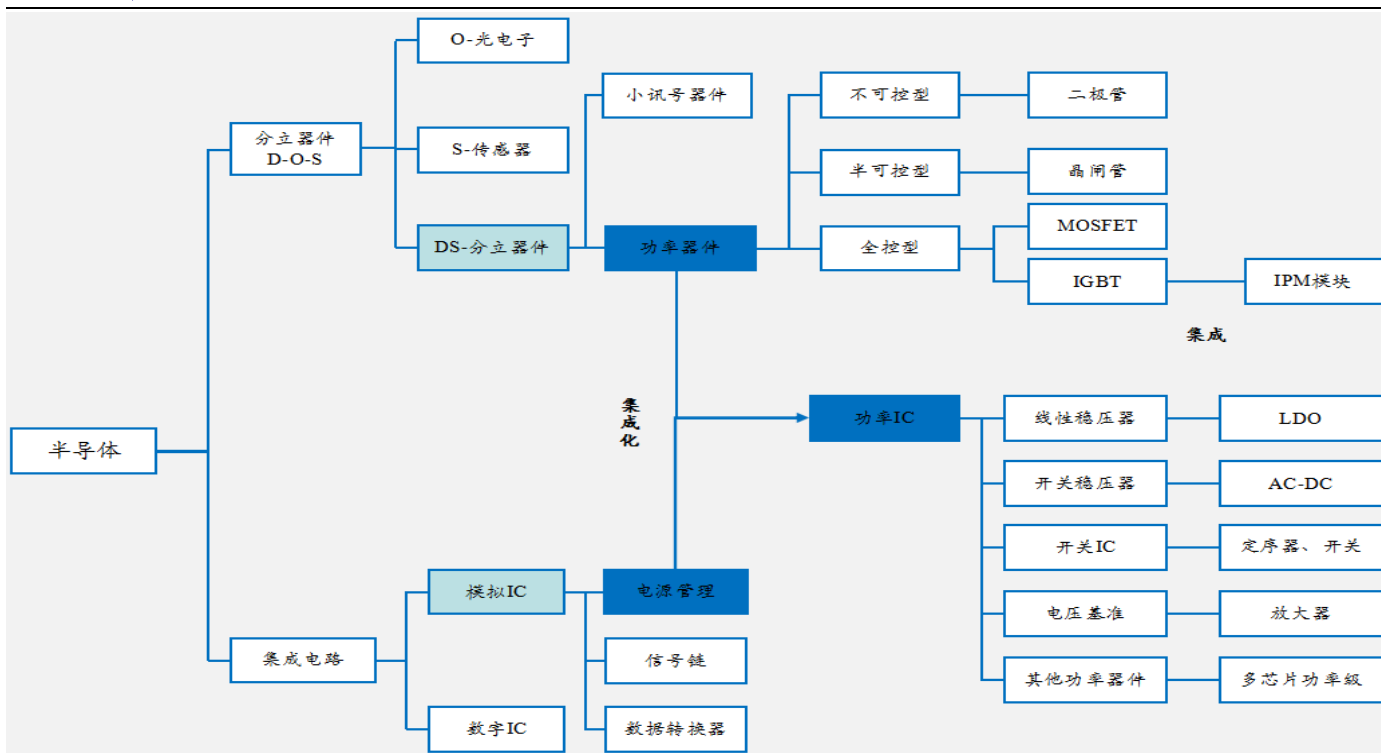 O-光电子
小讯号器件
不可控型
二极管
分立器件
D-O-S
S-传感器
半可控型
晶闸管
DS-分立器件
功率器件
全控型
MOSFET
IGBT
IPM模块
集成
集成化
功率IC
线性稳压器
LDO
半导体
开关稳压器
AC-DC
开关IC
定序器、开关
模拟IC
电源管理
电压基准
放大器
集成电路
信号链
其他功率器件
多芯片功率级
数字IC
数据转换器